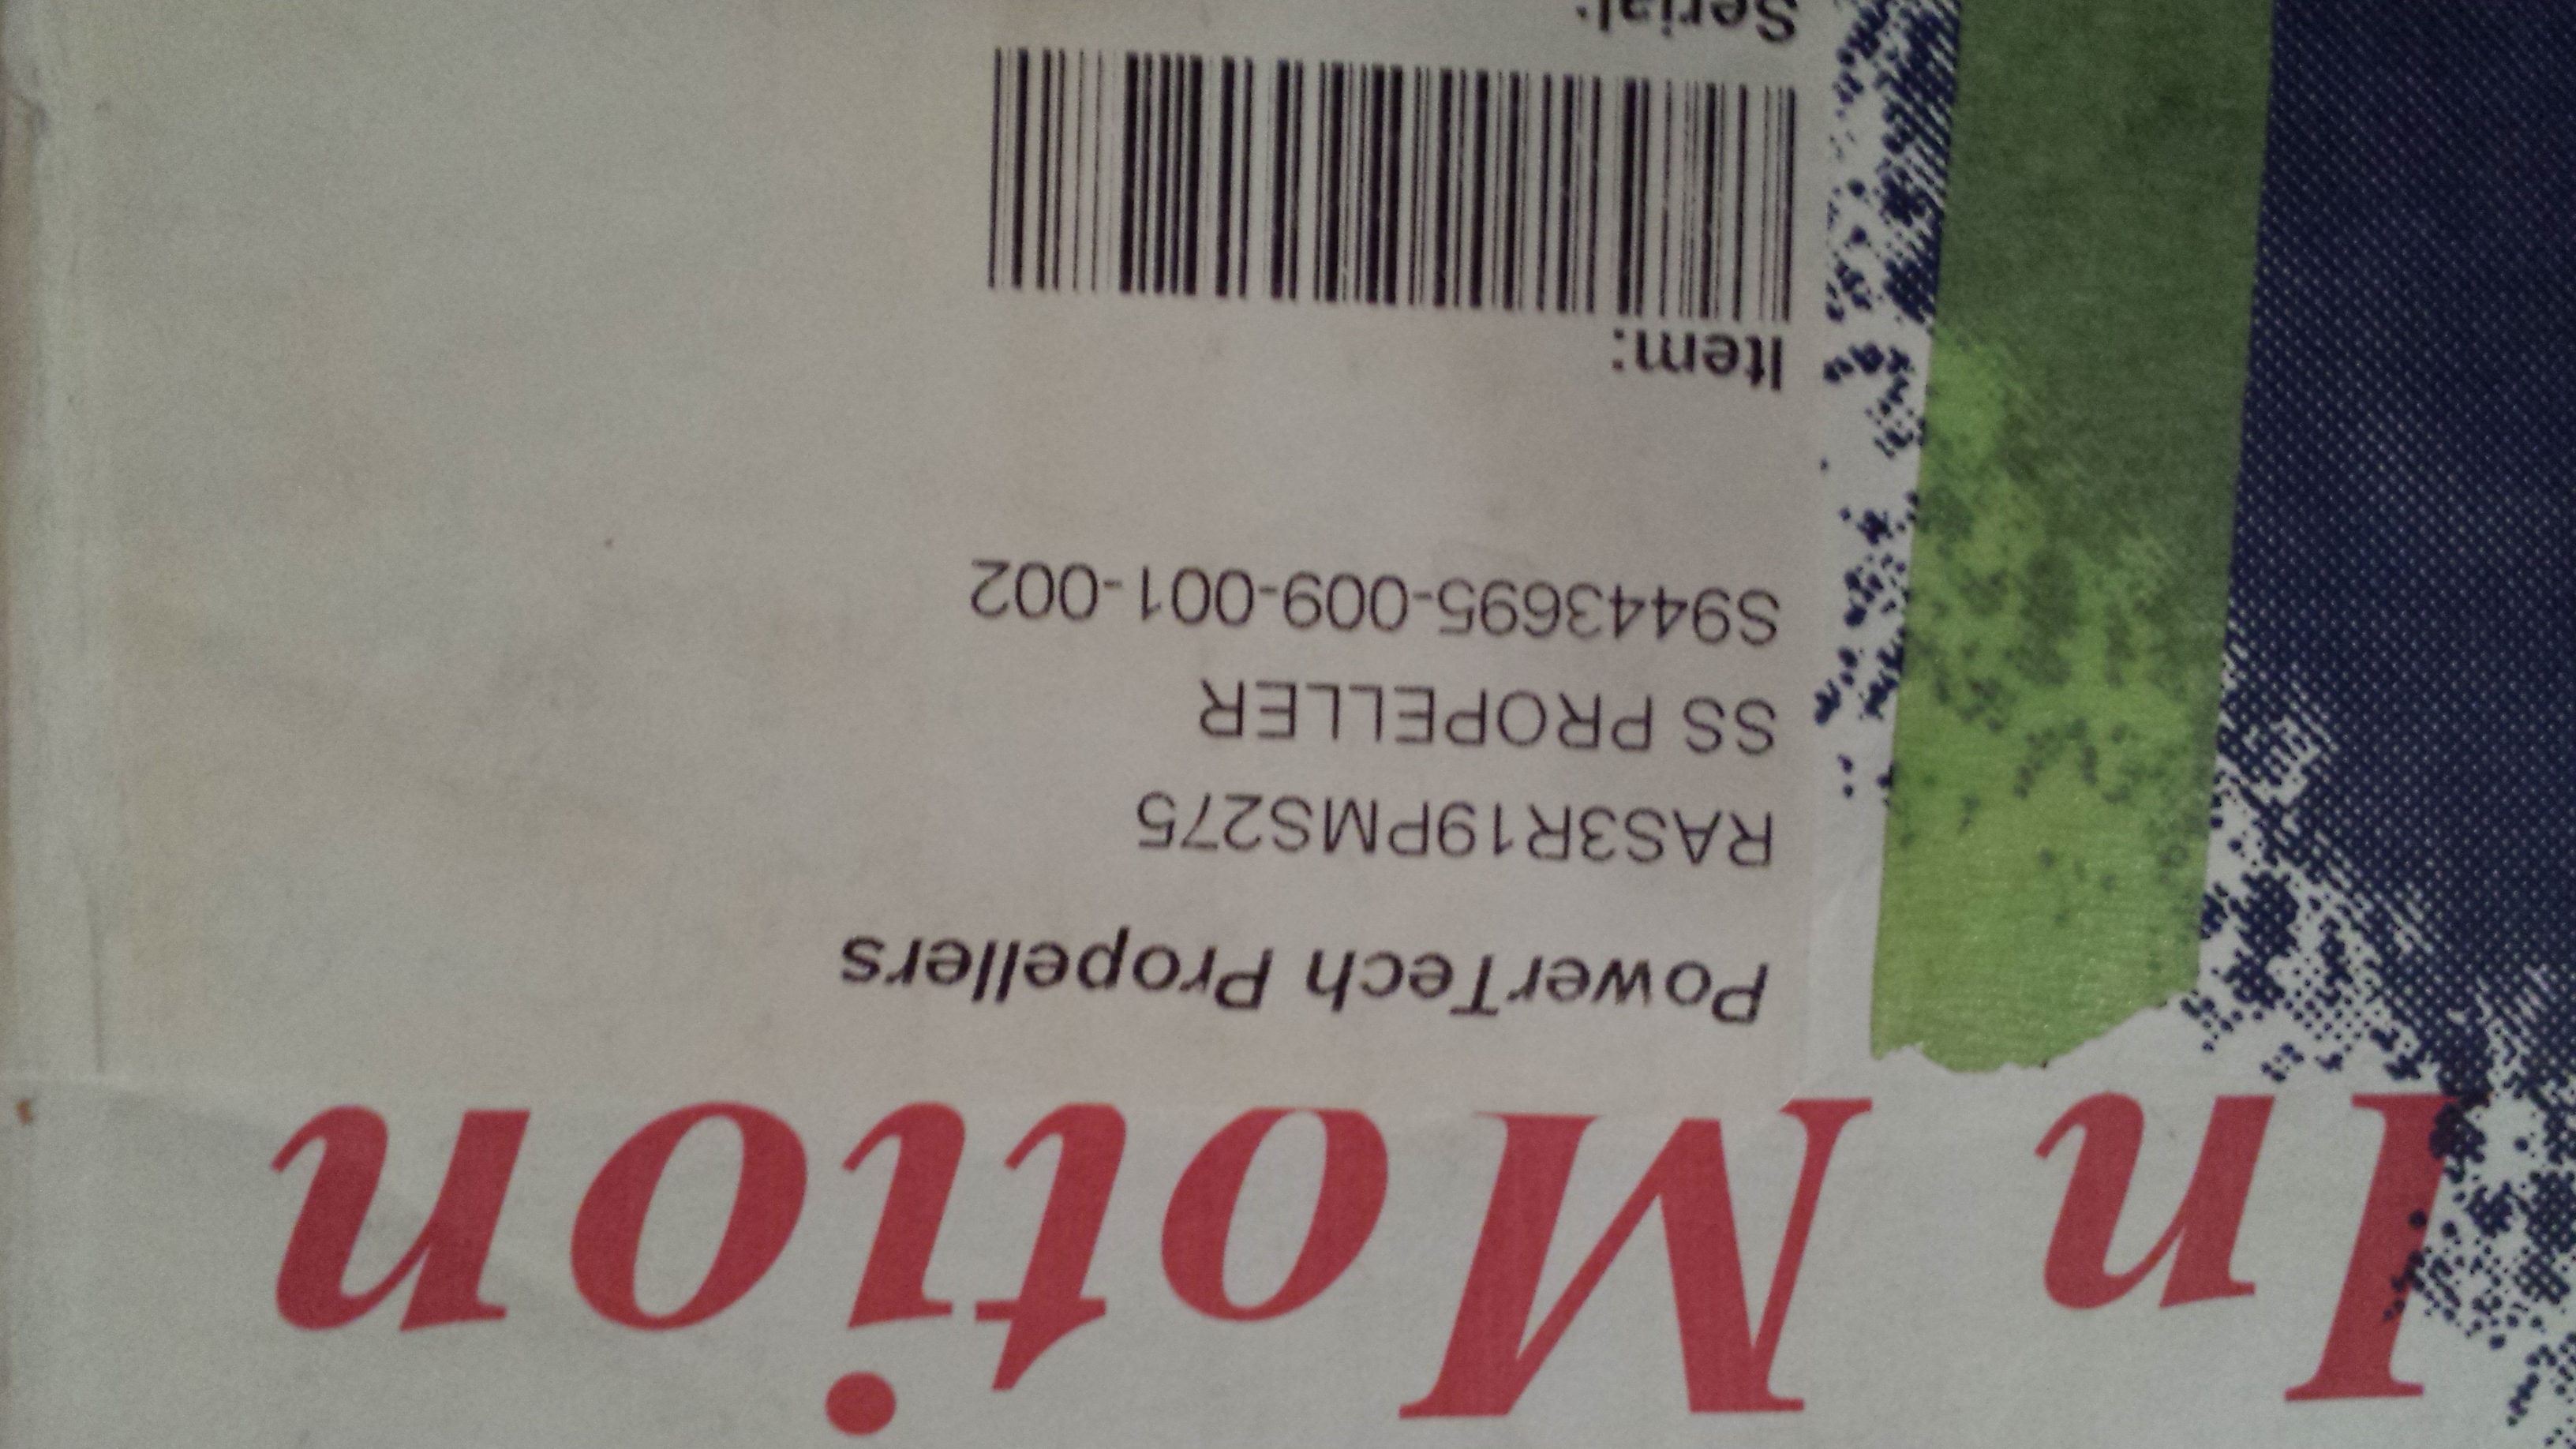 In Motion
PowerTech Propellers
RAS3R19PMS275
SS PROPELLER
S9443695-009-001-002
Item:
Serial: